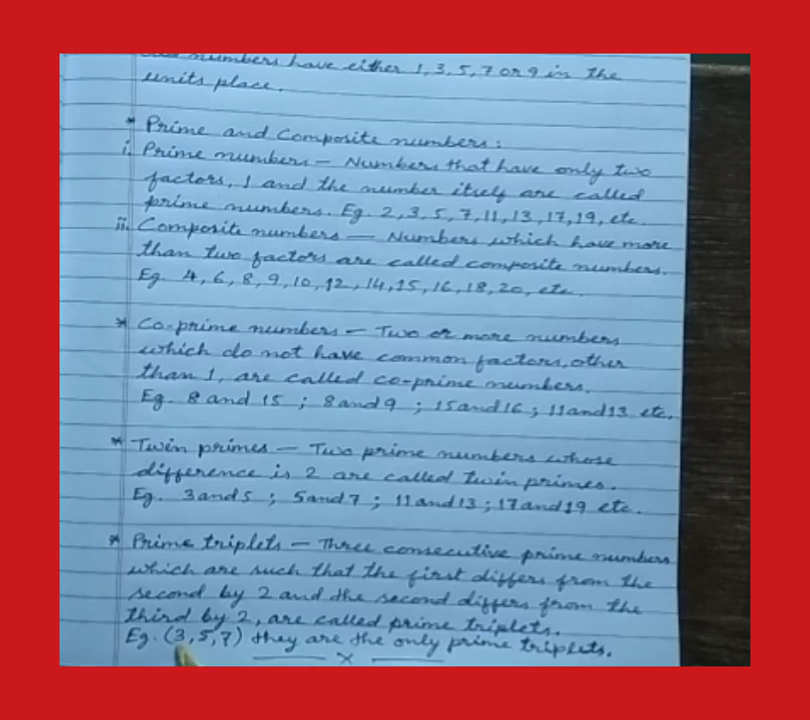 numbers have either 1, 3, 5, 7 or 9 in the
units place.
* Prime and Composite numbers:
i. Prime numbers — Numbers that have only two
factors, 1 and the number itself are called
prime numbers. Eg. 2, 3, 5, 7, 11, 13, 17, 19, etc.
ii. Composite numbers — Numbers which have more
than two factors are called composite numbers.
Eg. 4, 6, 8, 9, 10, 12, 14, 15, 16, 18, 20, etc.
* Co-prime numbers — Two or more numbers
which do not have common factors, other
than 1, are called co-prime numbers.
Eg. 8 and 15 ; 8 and 9 ; 15 and 16 ; 11 and 13 etc.
* Twin primes — Two prime numbers whose
difference is 2 are called twin primes.
Eg. 3 and 5 ; 5 and 7 ; 11 and 13 ; 17 and 19 etc.
* Prime triplets — Three consecutive prime numbers
which are such that the first differs from the
second by 2 and the second differs from the
third by 2, are called prime triplets.
Eg. (3, 5, 7) they are the only prime triplets.
— x —